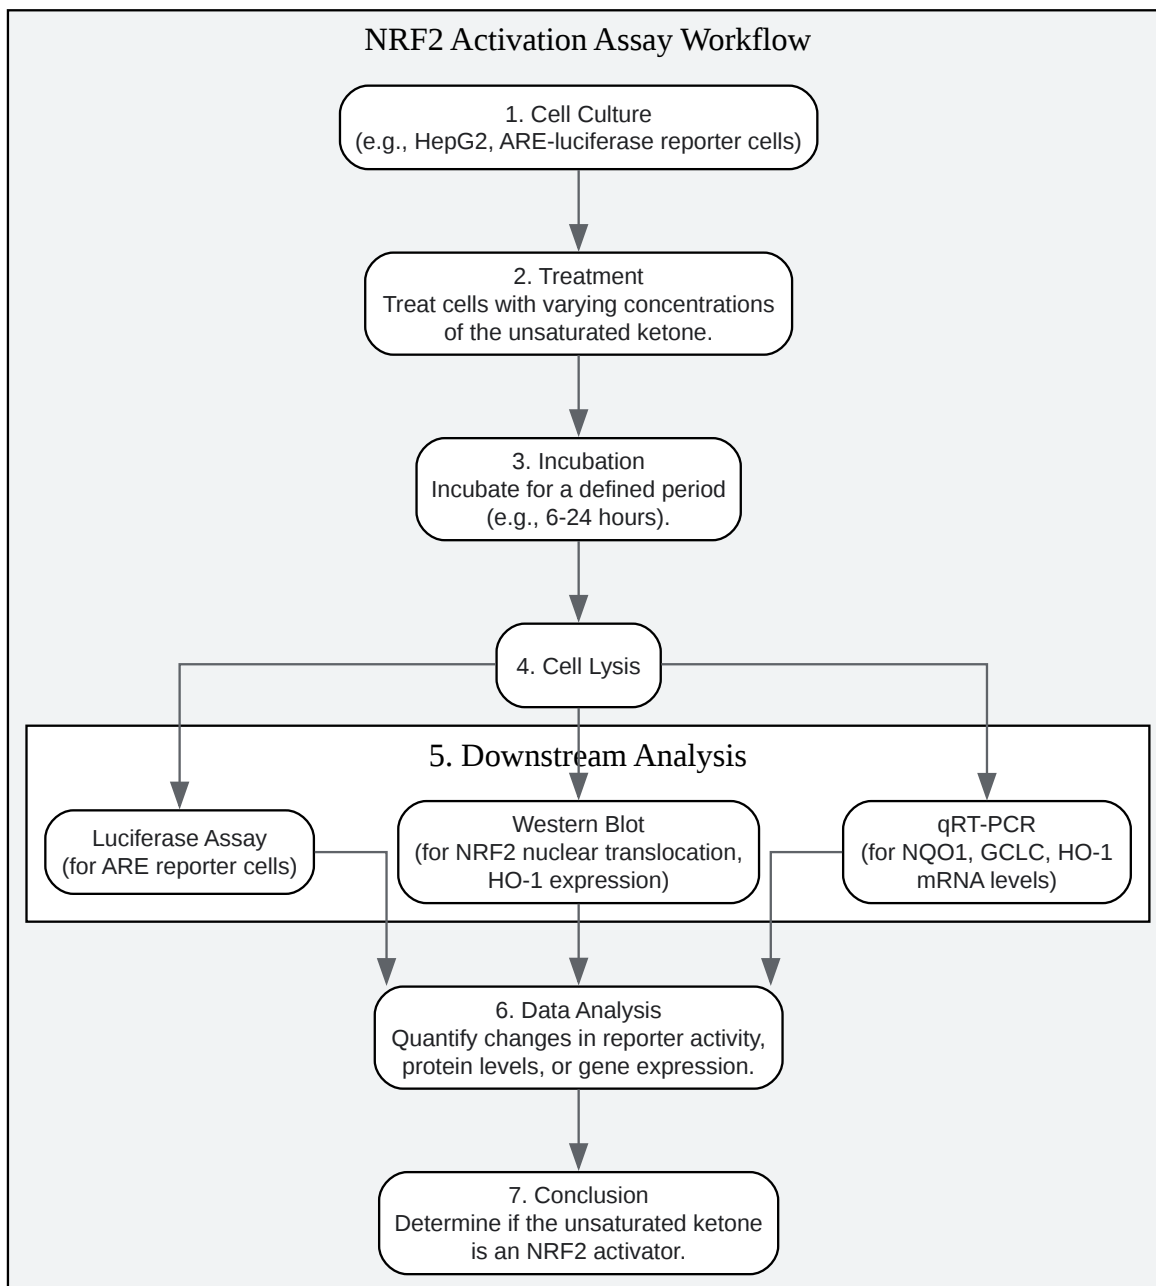 NRF2 Activation Assay Workflow
1. Cell Culture
(e.g., HepG2, ARE-luciferase reporter cells)
2. Treatment
Treat cells with varying concentrations
of the unsaturated ketone.
3. Incubation
Incubate for a defined period
(e.g., 6-24 hours).
4. Cell Lysis
5. Downstream Analysis
Luciferase Assay
(for ARE reporter cells)
Western Blot
(for NRF2 nuclear translocation,
HO-1 expression)
qRT-PCR
(for NQO1, GCLC, HO-1
mRNA levels)
6. Data Analysis
Quantify changes in reporter activity,
protein levels, or gene expression.
7. Conclusion
Determine if the unsaturated ketone
is an NRF2 activator.